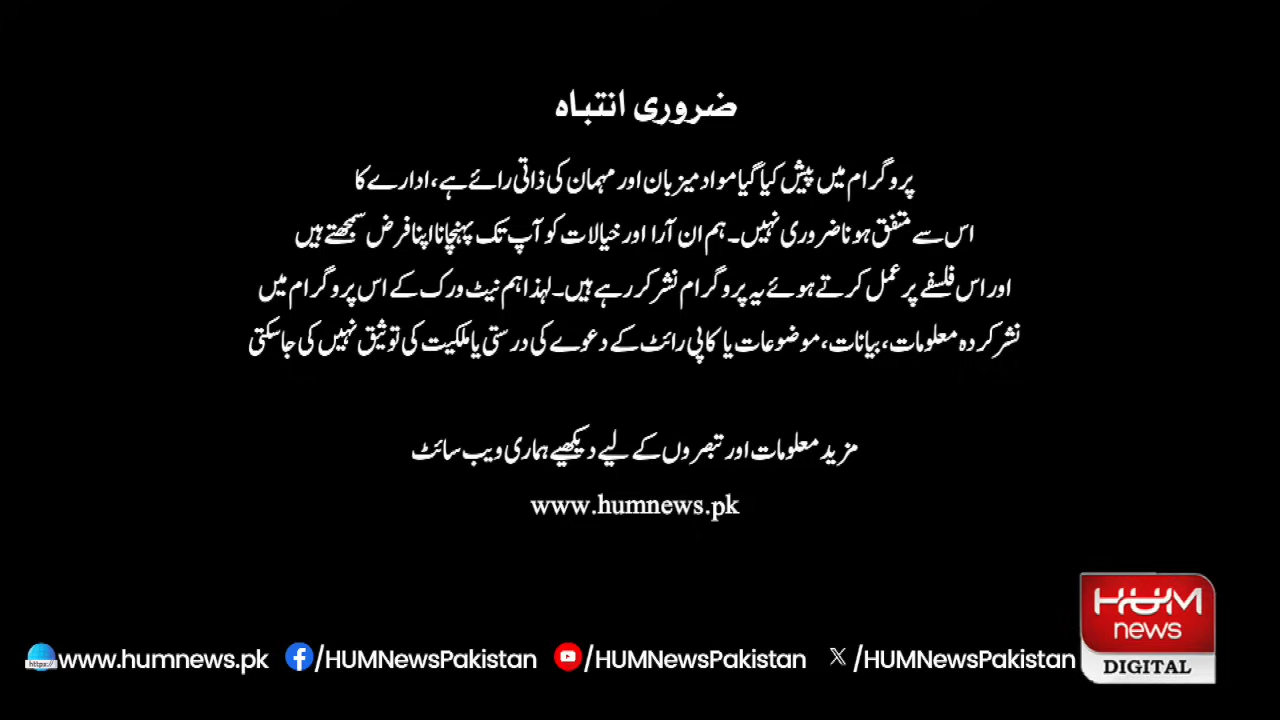 ضروری انتباہ
پروگرام میں پیش کیا گیا مواد میزبان اور مہمان کی ذاتی رائے ہے، ادارے کا
اس سے متفق ہونا ضروری نہیں۔ ہم ان آرا اور خیالات کو آپ تک پہنچانا اپنا فرض سمجھتے ہیں
اور اس فلسفے پر عمل کرتے ہوئے یہ پروگرام نشر کر رہے ہیں۔ لہذا ہم نیٹ ورک کے اس پروگرام میں
نشر کردہ معلومات، بیانات، موضوعات یا کاپی رائٹ کے دعوے کی درستی یا ملکیت کی توثیق نہیں کی جاسکتی
مزید معلومات اور تبصروں کے لیے دیکھیے ہماری ویب سائٹ
www.humnews.pk
HUM
news
DIGITAL
https:// www.humnews.pk /HUMNewsPakistan /HUMNewsPakistan X /HUMNewsPakistan